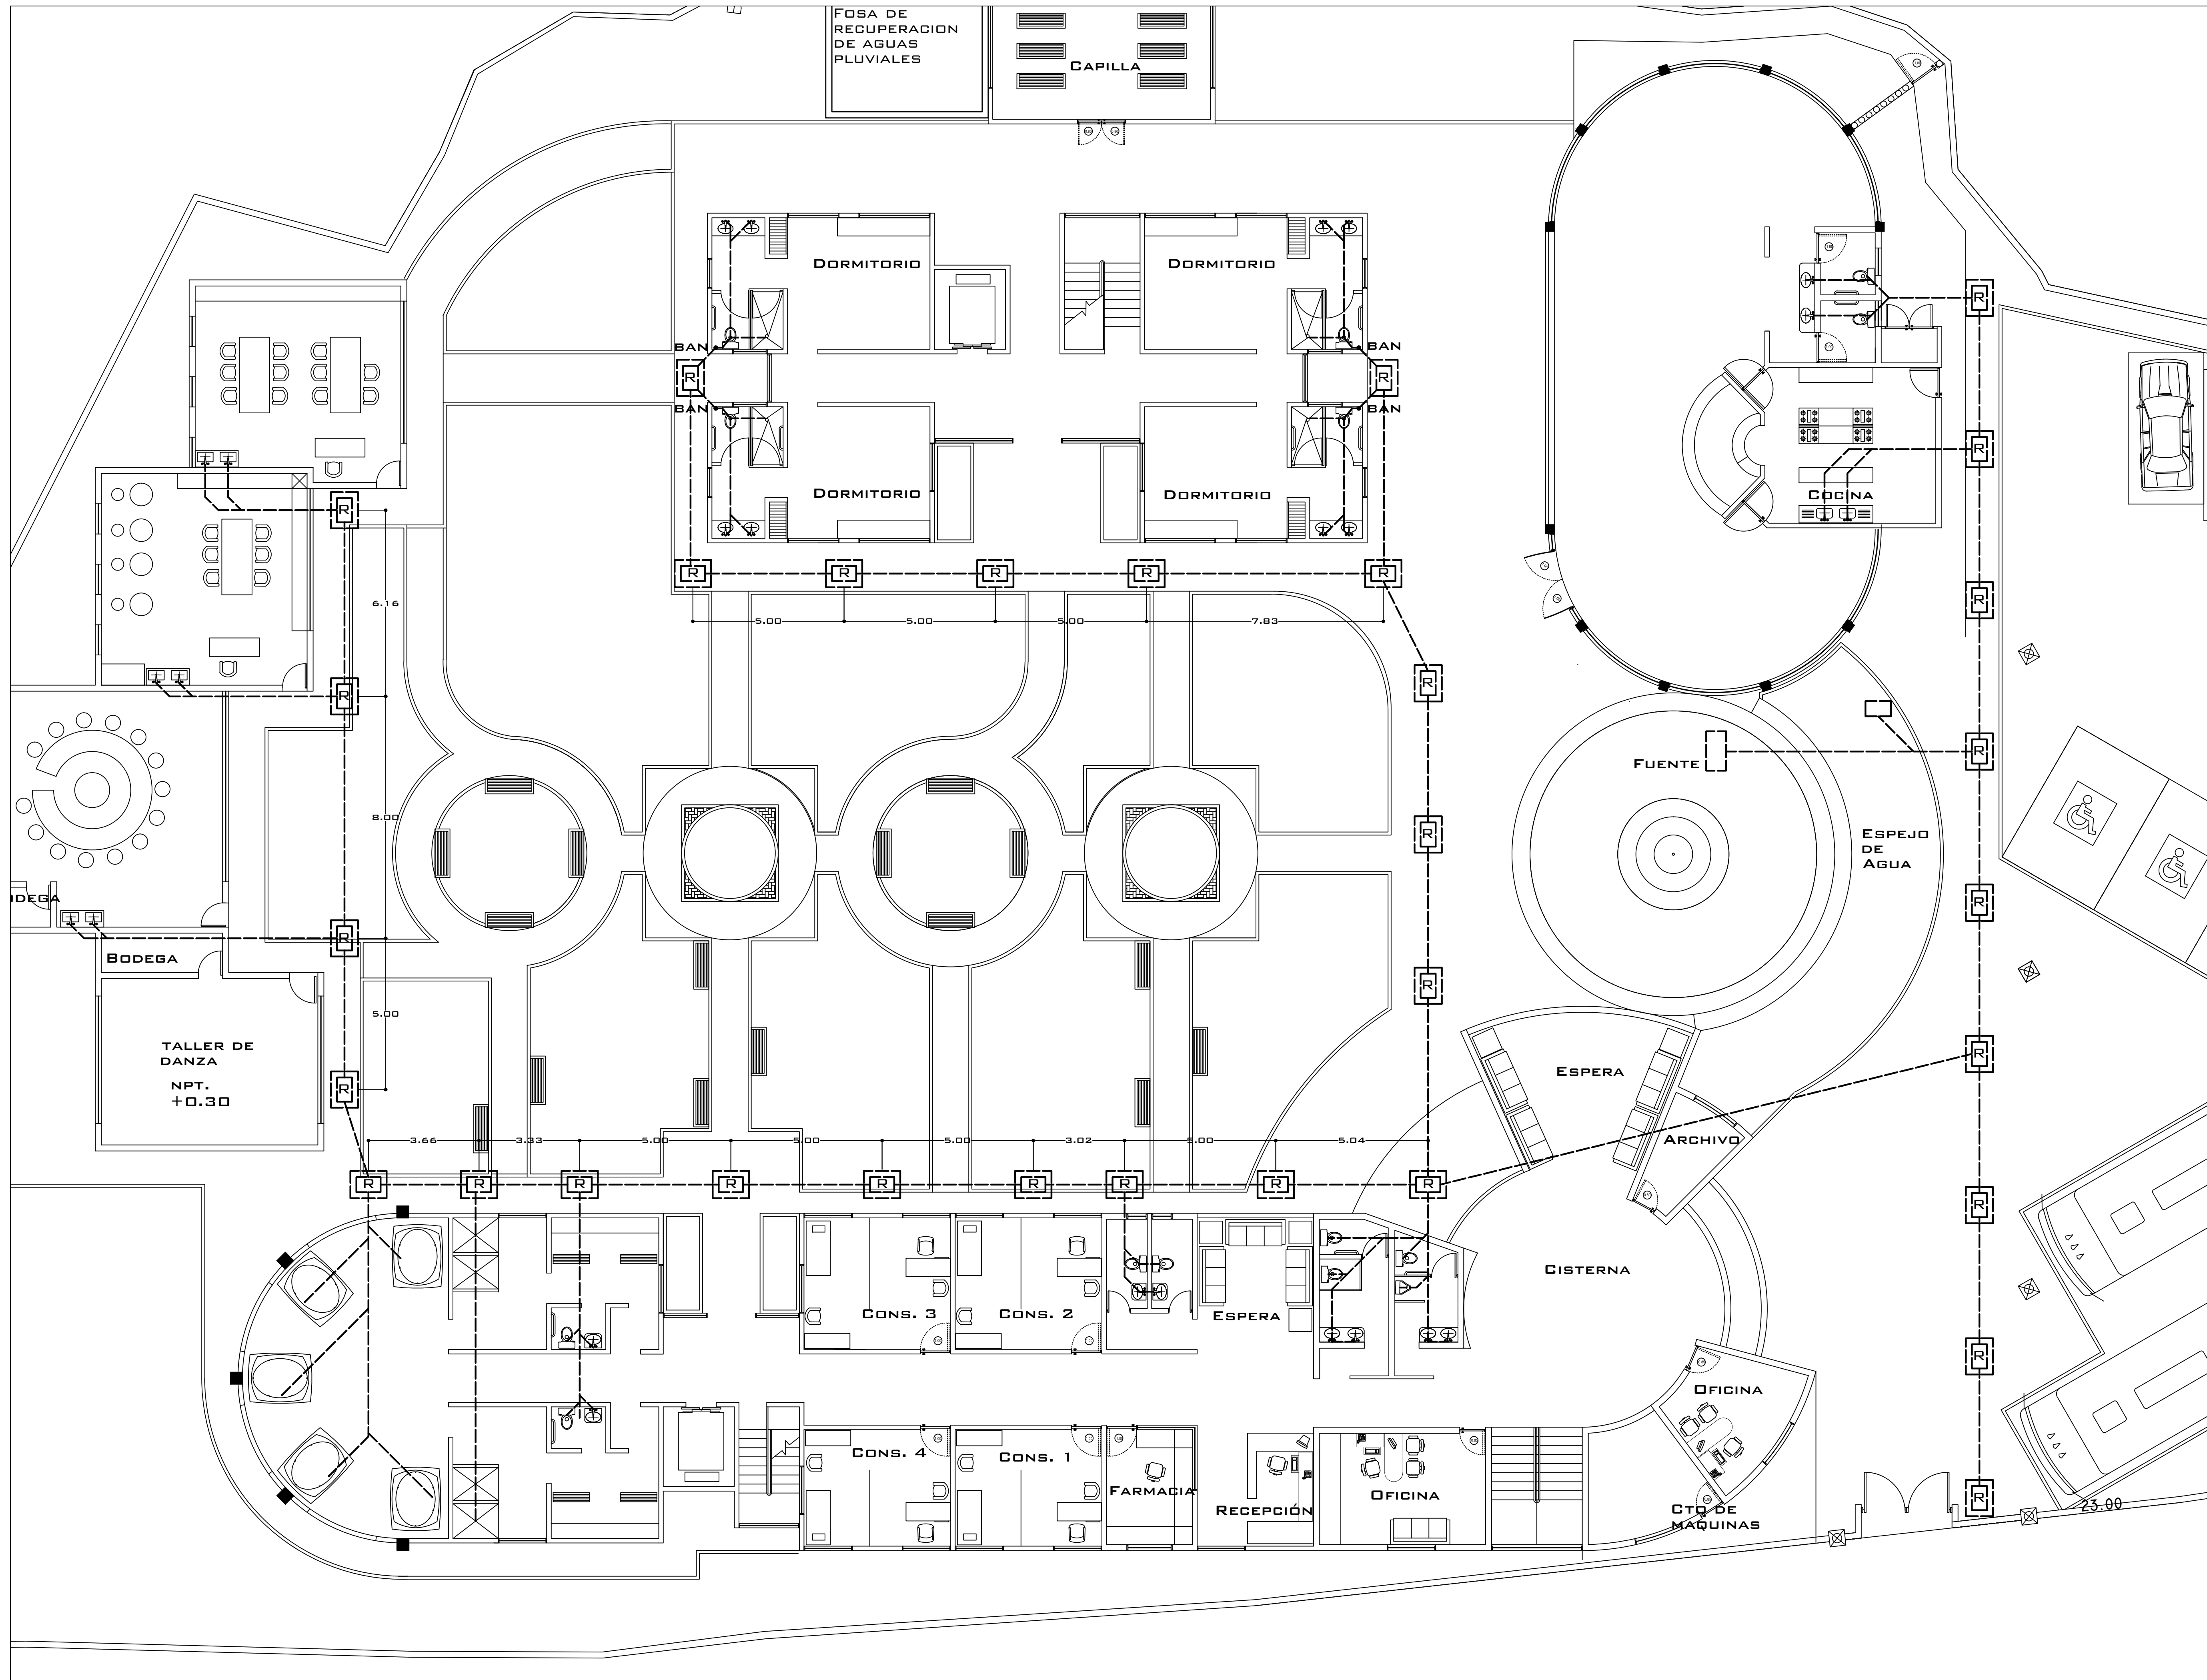 Fosa de
recuperacion
de aguas
pluviales
Capilla
Dormitorio
Dormitorio
BAN
BAN
R
R
R
BAN
BAN
Dormitorio
Dormitorio
R
Cocina
R
R
R
R
R
R
R
6.16
5.00
5.00
5.00
7.83
R
R
Fuente
R
8.00
R
Espejo
de
Agua
R
ODEGA
R
Bodega
R
5.00
Taller de
danza
NPT.
+0.30
R
R
Espera
3.66
3.33
5.00
5.00
5.00
3.02
5.00
5.04
Archivo
R
R
R
R
R
R
R
R
R
R
Cisterna
Cons. 3
Cons. 2
Espera
R
Oficina
Cons. 4
Cons. 1
Farmacia
Recepción
Oficina
Cto de
maquinas
R
23.00